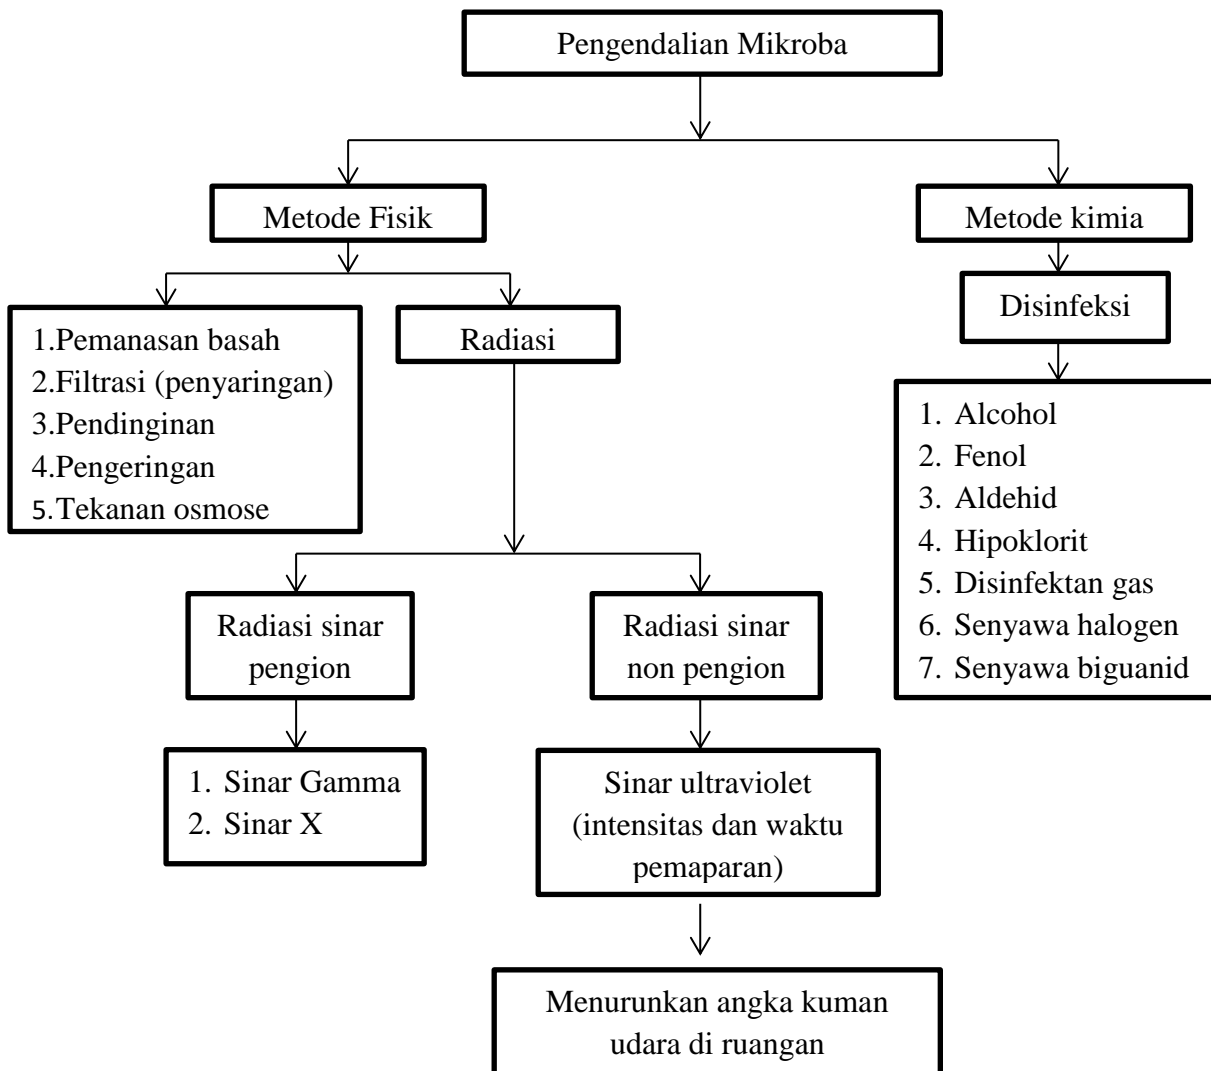 Pengendalian Mikroba
Metode Fisik
Metode kimia
1.Pemanasan basah
2.Filtrasi (penyaringan)
3.Pendinginan
4.Pengeringan
5.Tekanan osmose
Radiasi
Disinfeksi
1. Alcohol
2. Fenol
3. Aldehid
4. Hipoklorit
5. Disinfektan gas
6. Senyawa halogen
7. Senyawa biguanid
Radiasi sinar
pengion
Radiasi sinar
non pengion
1. Sinar Gamma
2. Sinar X
Sinar ultraviolet
(intensitas dan waktu
pemaparan)
Menurunkan angka kuman
udara di ruangan